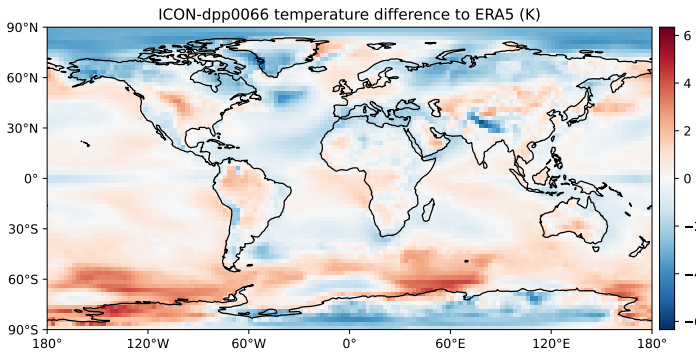 ICON-dpp0066 temperature difference to ERA5 (K)
90°N
60°N
30°N
0°
30°S
60°S
90°S
180°
120°W
60°W
0°
60°E
120°E
180°
6
4
2
0